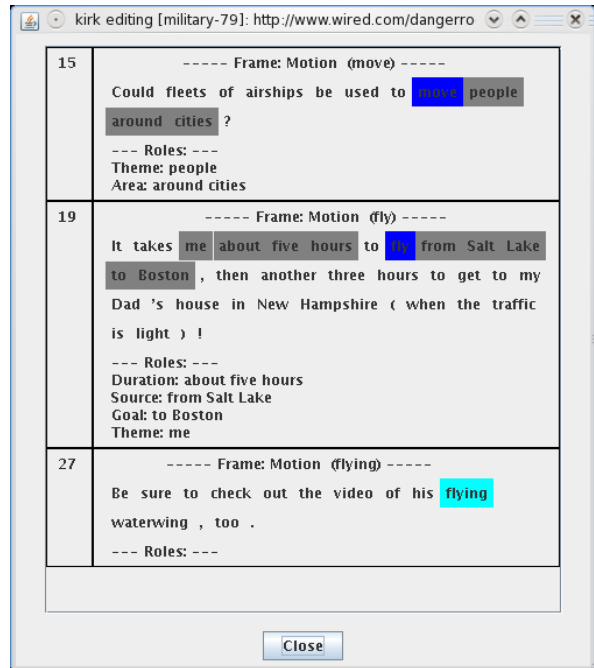 kirk editing [military-79]: http://www.wired.com/dangerro
15
----- Frame: Motion (move) -----
Could fleets of airships be used to move people
around cities ?
--- Roles: ---
Theme: people
Area: around cities
19
----- Frame: Motion (fly) -----
It takes me about five hours to fly from Salt Lake
to Boston , then another three hours to get to my
Dad 's house in New Hampshire ( when the traffic
is light ) !
--- Roles: ---
Duration: about five hours
Source: from Salt Lake
Goal: to Boston
Theme: me
27
----- Frame: Motion (flying) -----
Be sure to check out the video of his flying
waterwing , too .
--- Roles: ---
Close